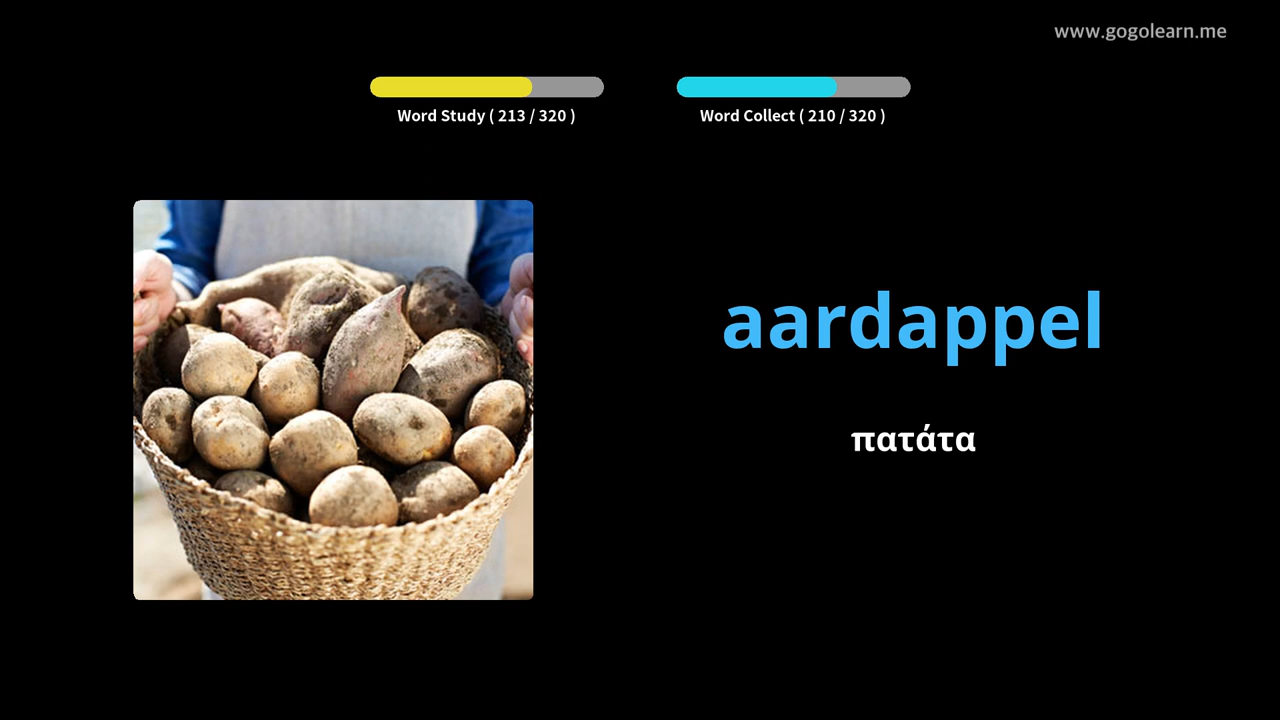 www.gogolearn.me
Word Study ( 213 / 320 )
Word Collect ( 210 / 320 )
aardappel
πατάτα